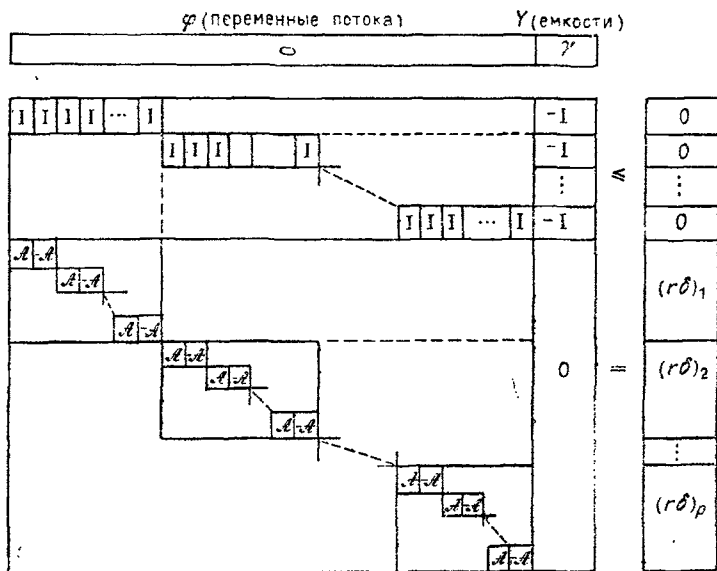 φ (переменные потока) Y (емкости)
0 γ
I I I I ... I -I 0
I I I I -I 0
⋮ ≤ ⋮
I I I ... I -I 0
𝒜 -𝒜
𝒜 -𝒜 (rδ)₁
𝒜 -𝒜
𝒜 -𝒜
𝒜 -𝒜 0 = (rδ)₂
𝒜 -𝒜
⋮
𝒜 -𝒜
𝒜 -𝒜 (rδ)ₚ
𝒜 -𝒜